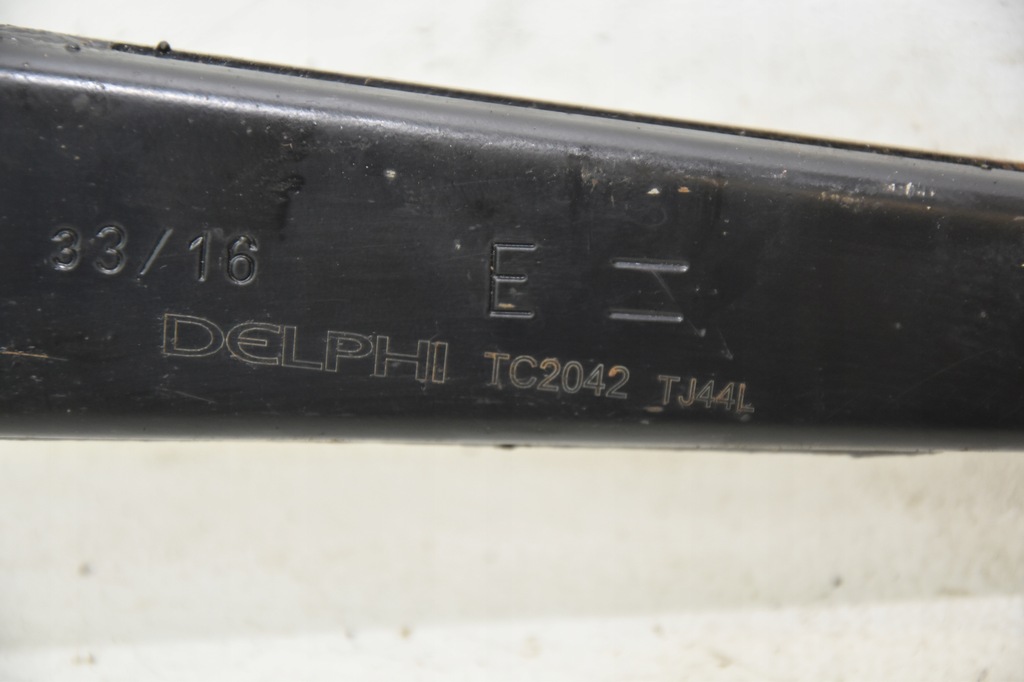 33/16 E =
DELPHI TC2042 TJ44L